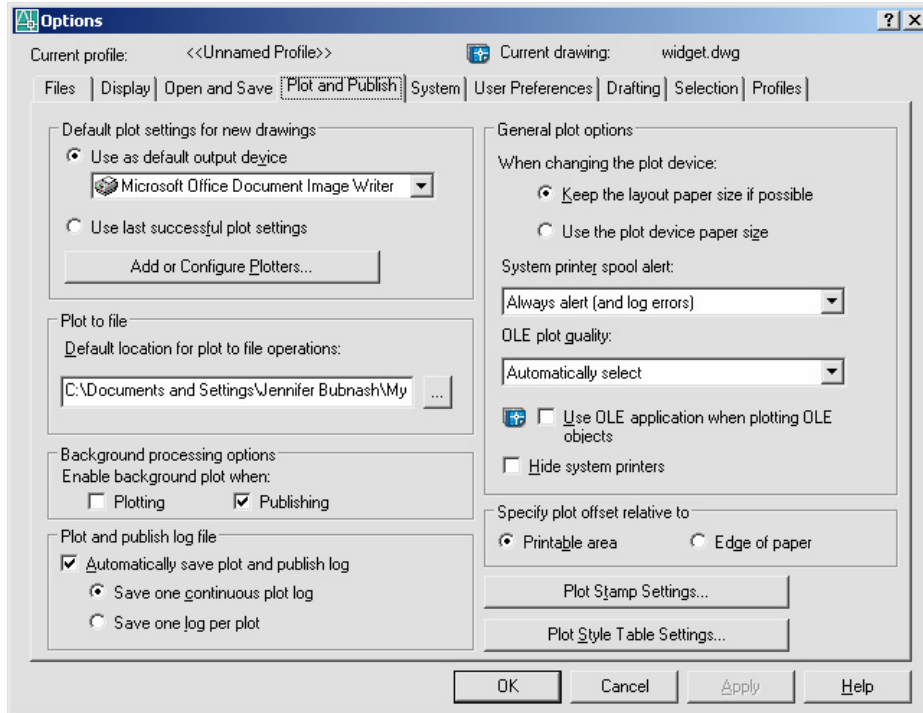 Options
Current profile: <<Unnamed Profile>> Current drawing: widget.dwg
Files Display Open and Save Plot and Publish System User Preferences Drafting Selection Profiles
Default plot settings for new drawings
Use as default output device
Microsoft Office Document Image Writer
Use last successful plot settings
Add or Configure Plotters...
Plot to file
Default location for plot to file operations:
C:\Documents and Settings\Jennifer Bubnash\My
...
Background processing options
Enable background plot when:
Plotting Publishing
Plot and publish log file
Automatically save plot and publish log
Save one continuous plot log
Save one log per plot
General plot options
When changing the plot device:
Keep the layout paper size if possible
Use the plot device paper size
System printer spool alert:
Always alert (and log errors)
OLE plot quality:
Automatically select
Use OLE application when plotting OLE
objects
Hide system printers
Specify plot offset relative to
Printable area Edge of paper
Plot Stamp Settings...
Plot Style Table Settings...
OK Cancel Apply Help